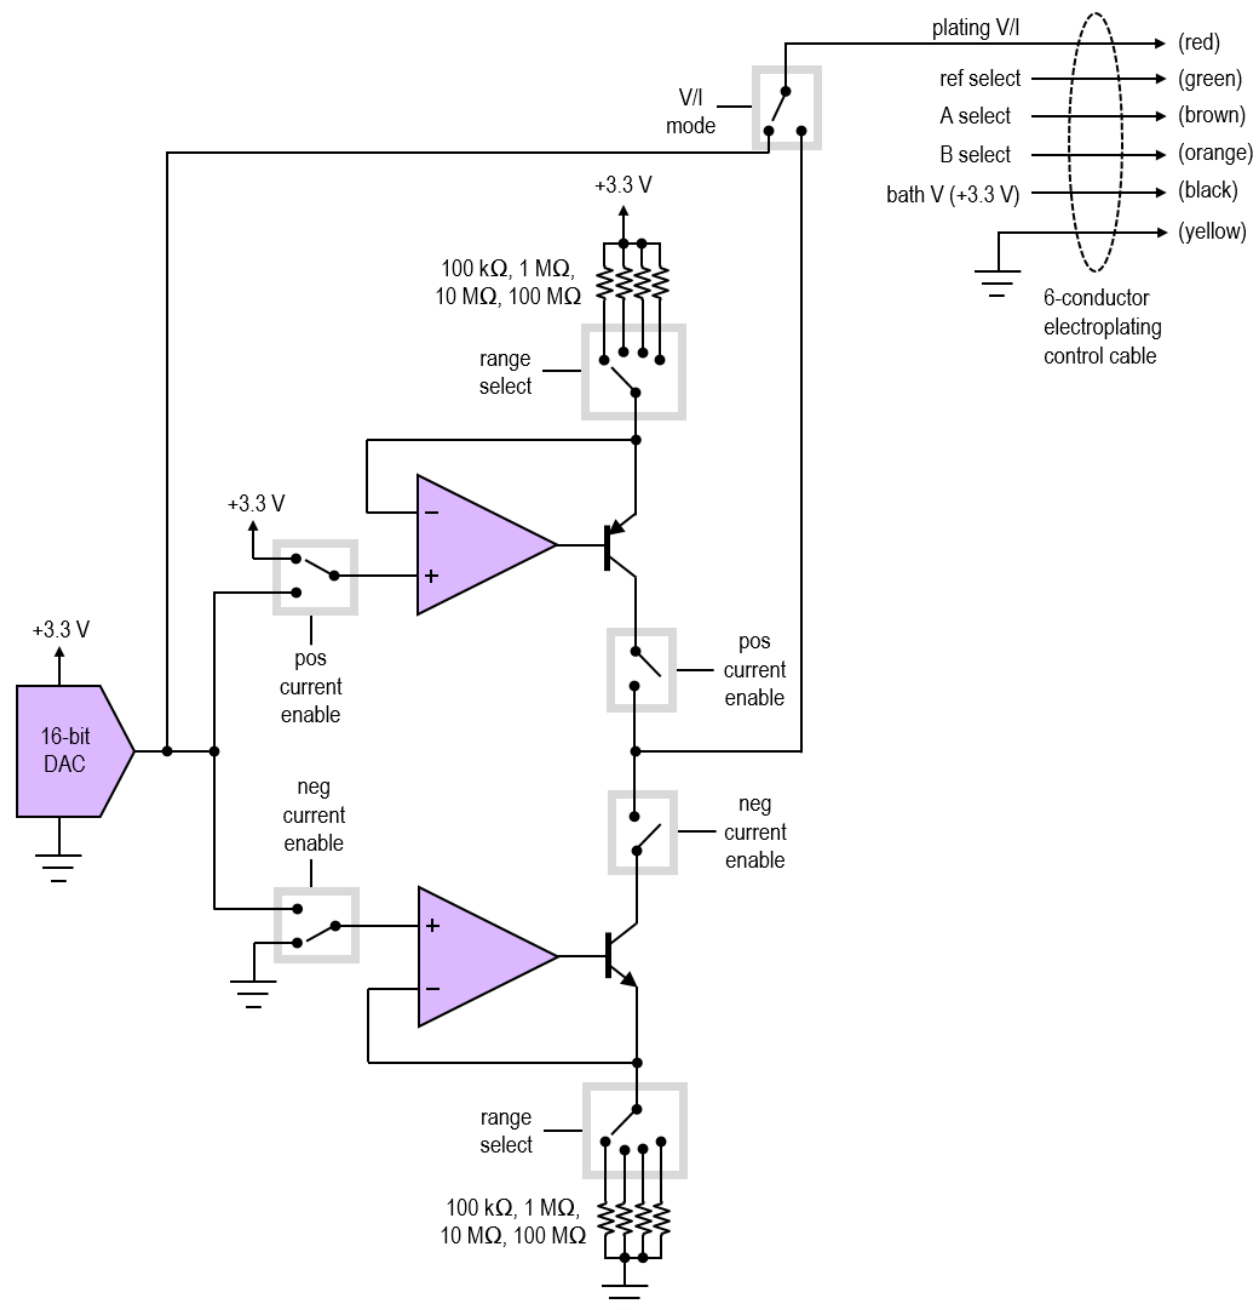 plating V/I
(red)
ref select
(green)
A select
(brown)
B select
(orange)
bath V (+3.3 V)
(black)
(yellow)
6-conductor
electroplating
control cable
V/I
mode
+3.3 V
100 kΩ, 1 MΩ,
10 MΩ, 100 MΩ
range
select
+3.3 V
−
+
pos
current
enable
pos
current
enable
+3.3 V
16-bit
DAC
neg
current
enable
neg
current
enable
+
−
range
select
100 kΩ, 1 MΩ,
10 MΩ, 100 MΩ